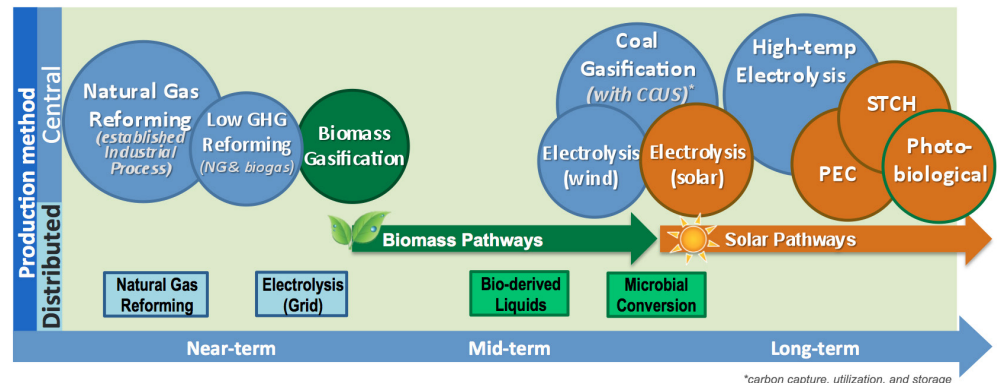 Production method
Central
Distributed
Natural Gas
Reforming
(established
Industrial
Process)
Low GHG
Reforming
(NG& biogas)
Biomass
Gasification
Coal
Gasification
(with CCUS)*
Electrolysis
(wind)
Electrolysis
(solar)
High-temp
Electrolysis
STCH
PEC
Photo-
biological
Biomass Pathways
Solar Pathways
Natural Gas
Reforming
Electrolysis
(Grid)
Bio-derived
Liquids
Microbial
Conversion
Near-term
Mid-term
Long-term
*carbon capture, utilization, and storage